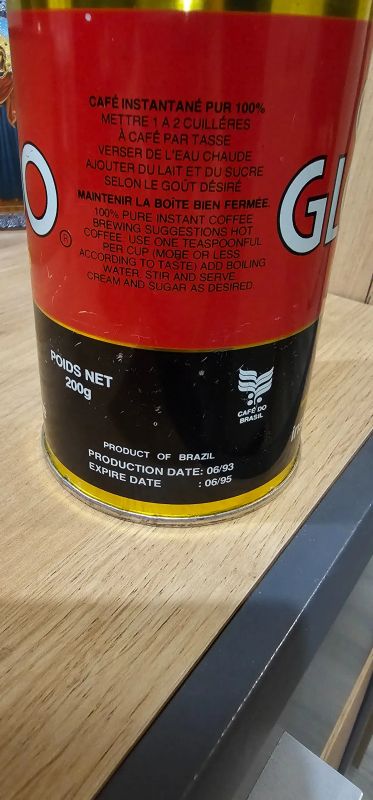 CAFÉ INSTANTANÉ PUR 100%
METTRE 1 A 2 CUILLÉRES
À CAFÉ PAR TASSE
VERSER DE L'EAU CHAUDE
AJOUTER DU LAIT ET DU SUCRE
SELON LE GOÛT DÉSIRÉ
MAINTENIR LA BOÎTE BIEN FERMÉE.
100% PURE INSTANT COFFEE
BREWING SUGGESTIONS HOT
COFFEE USE ONE TEASPOONFUL
PER CUP (MOBE OR LESS
ACCORDING TO TASTE) ADD BOILING
WATER. STIR AND SERVE
CREAM AND SUGAR AS DESIRED.
O®
GL
POIDS NET
200g
CAFÉ DO
BRASIL
PRODUCT OF BRAZIL
PRODUCTION DATE: 06/93
EXPIRE DATE : 06/95